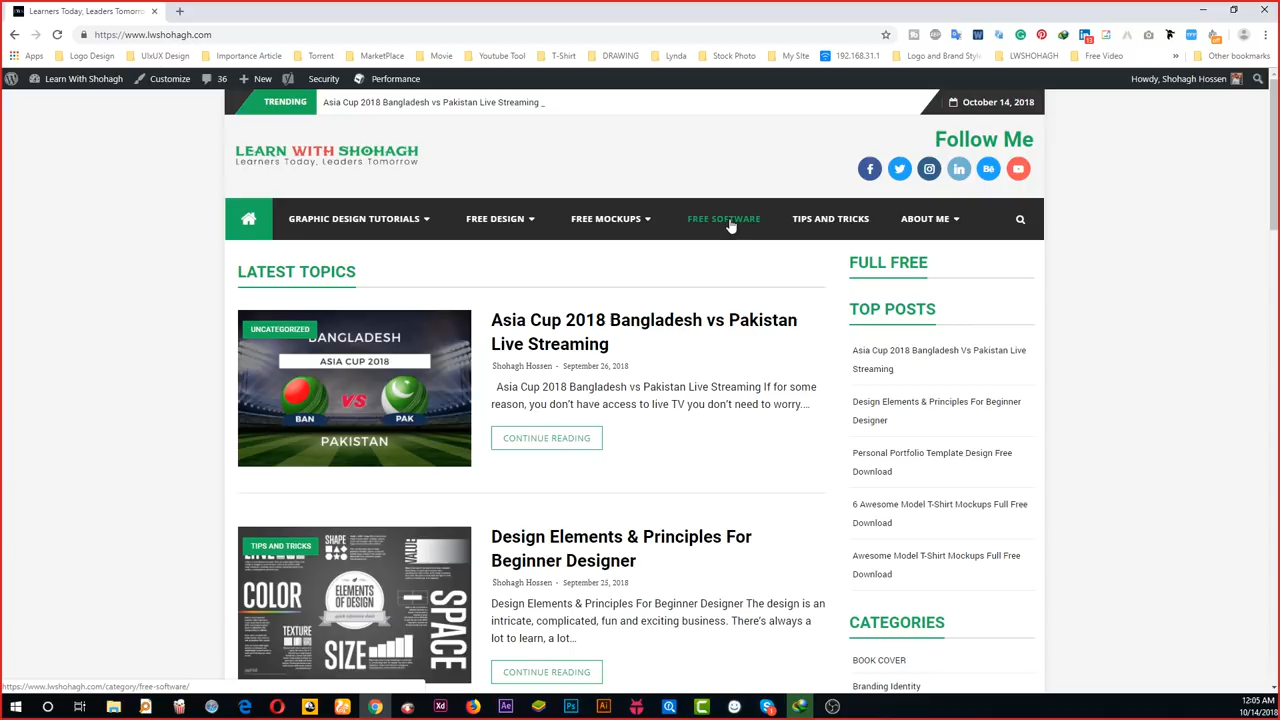 Learners Today, Leaders Tomorro
https://www.lwshohagh.com
Apps
Logo Design
UIxUX Design
Importance Article
Torrent
MarketPlace
Movie
Youtube Tool
T-Shirt
DRAWING
Lynda
Stock Photo
My Site
192.168.31.1
Logo and Brand Style
LWSHOHAGH
Free Video
»
Other bookmarks
Learn With Shohagh
Customize
36
New
Security
Performance
Howdy, Shohagh Hossen
TRENDING
Asia Cup 2018 Bangladesh vs Pakistan Live Streaming _
October 14, 2018
LEARN WITH SHOHAGH
Learners Today, Leaders Tomorrow
Follow Me
GRAPHIC DESIGN TUTORIALS
FREE DESIGN
FREE MOCKUPS
FREE SOFTWARE
TIPS AND TRICKS
ABOUT ME
LATEST TOPICS
UNCATEGORIZED
BANGLADESH
ASIA CUP 2018
VS
BAN
PAK
PAKISTAN
Asia Cup 2018 Bangladesh vs Pakistan
Live Streaming
Shohagh Hossen - September 26, 2018
Asia Cup 2018 Bangladesh vs Pakistan Live Streaming If for some
reason, you don't have access to live TV you don't need to worry....
CONTINUE READING
TIPS AND TRICKS
SHAPE
COLOR
ELEMENTS
OF DESIGN
TEXTURE
SIZE
SPACE
Design Elements & Principles For
Beginner Designer
Shohagh Hossen - September 25, 2018
Design Elements & Principles For Beginner Designer The design is an
intricate, complicated, fun and exciting business. There's always a
lot to learn, a lot...
CONTINUE READING
FULL FREE
TOP POSTS
Asia Cup 2018 Bangladesh Vs Pakistan Live
Streaming
Design Elements & Principles For Beginner
Designer
Personal Portfolio Template Design Free
Download
6 Awesome Model T-Shirt Mockups Full Free
Download
Awesome Model T-Shirt Mockups Full Free
Download
CATEGORIES
BOOK COVER
Branding Identity
https://www.lwshohagh.com/category/free-software/
12:05 AM
10/14/2018